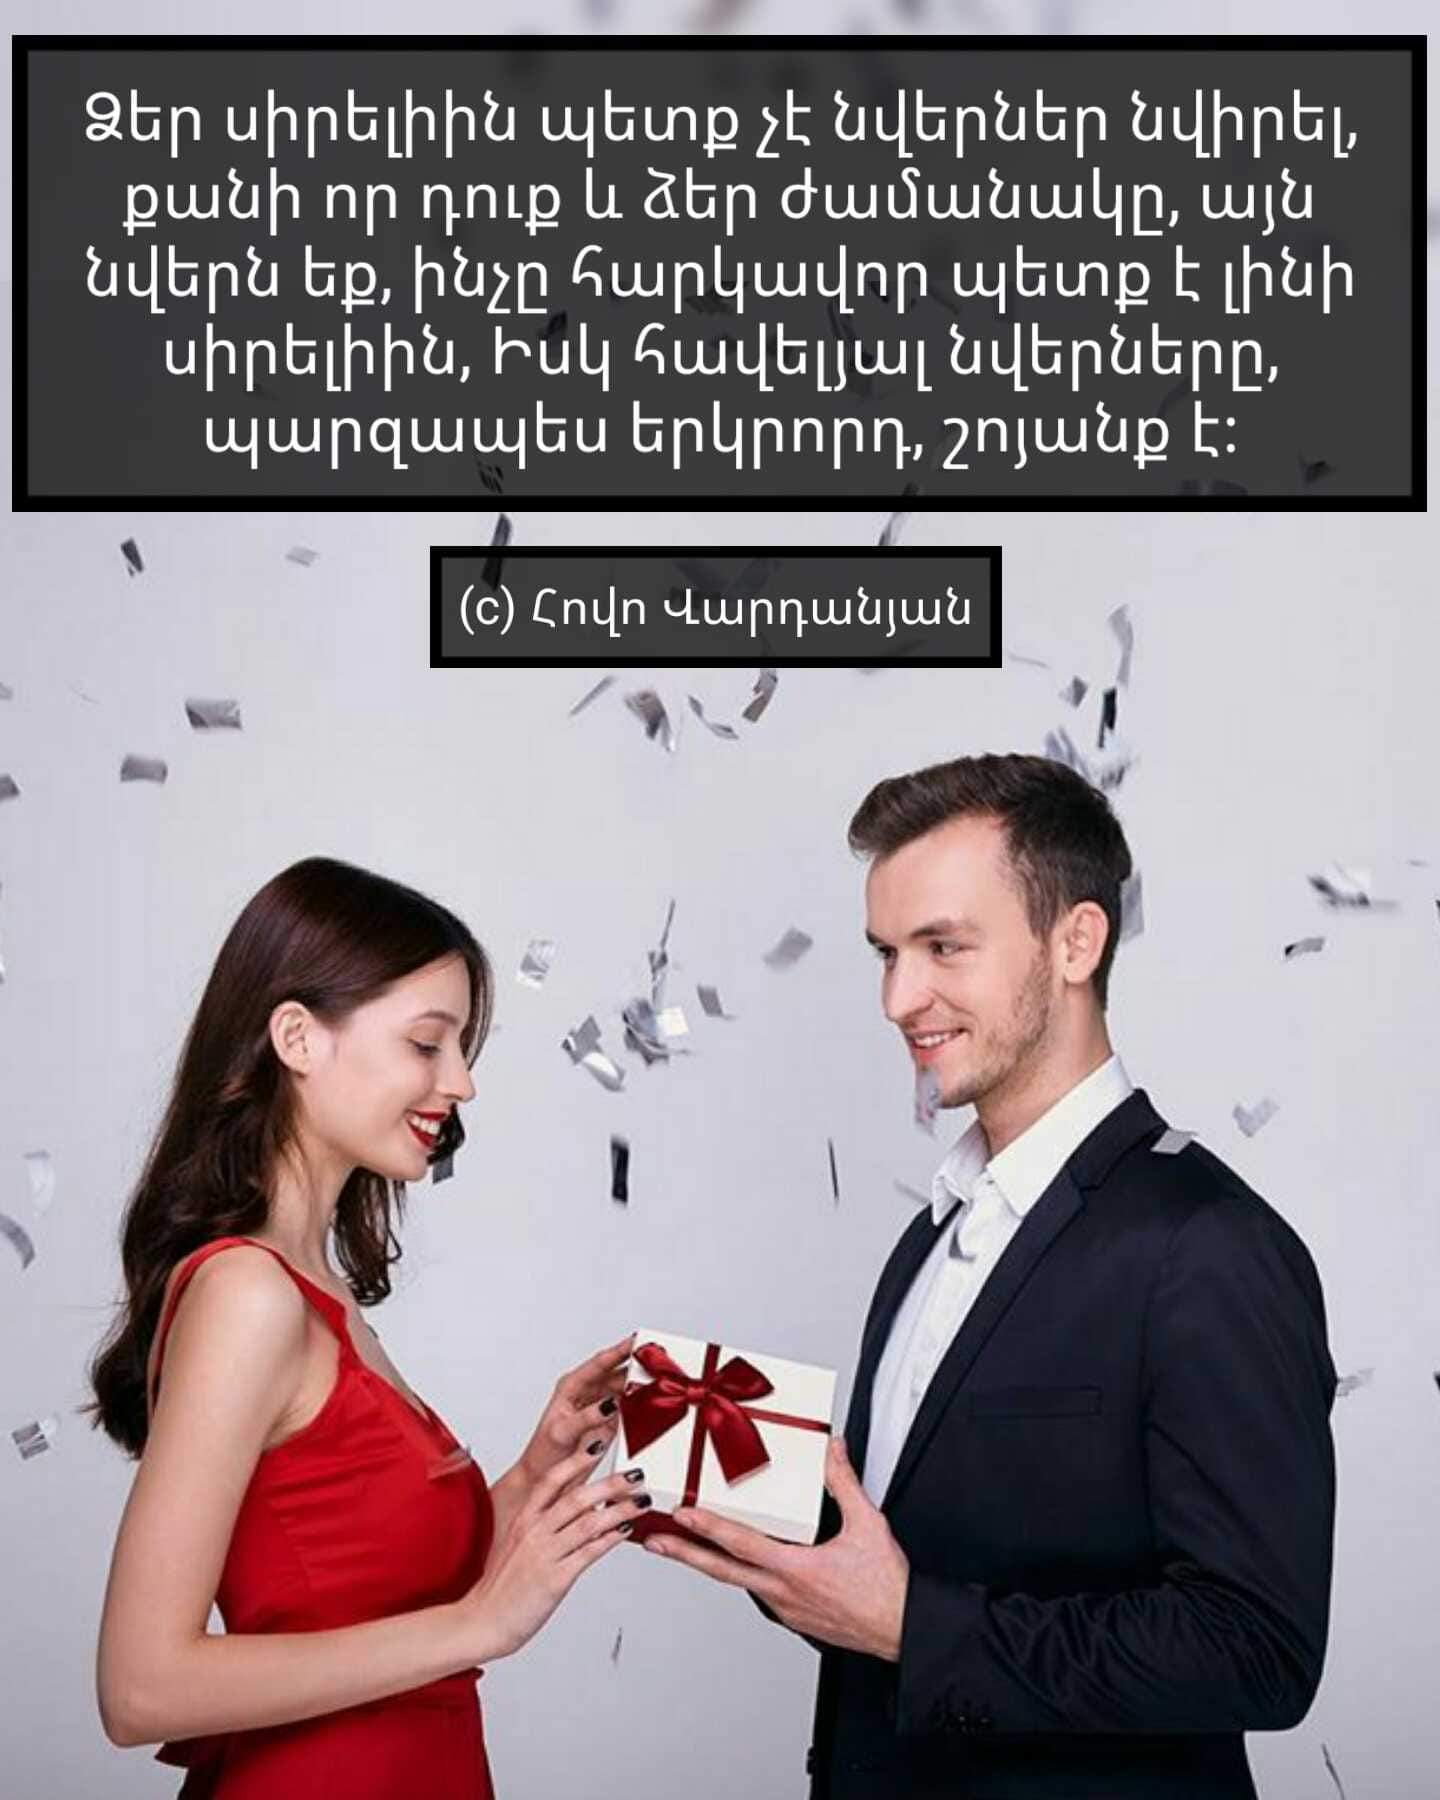 Ձեր սիրելիին պետք չէ նվերներ նվիրել,
քանի որ դուք և ձեր ժամանակը, այն
նվերն եք, ինչը հարկավոր պետք է լինի
սիրելիին, Իսկ հավելյալ նվերները,
պարզապես երկրորդ, շոյանք է:
(c) Հովո Վարդանյան